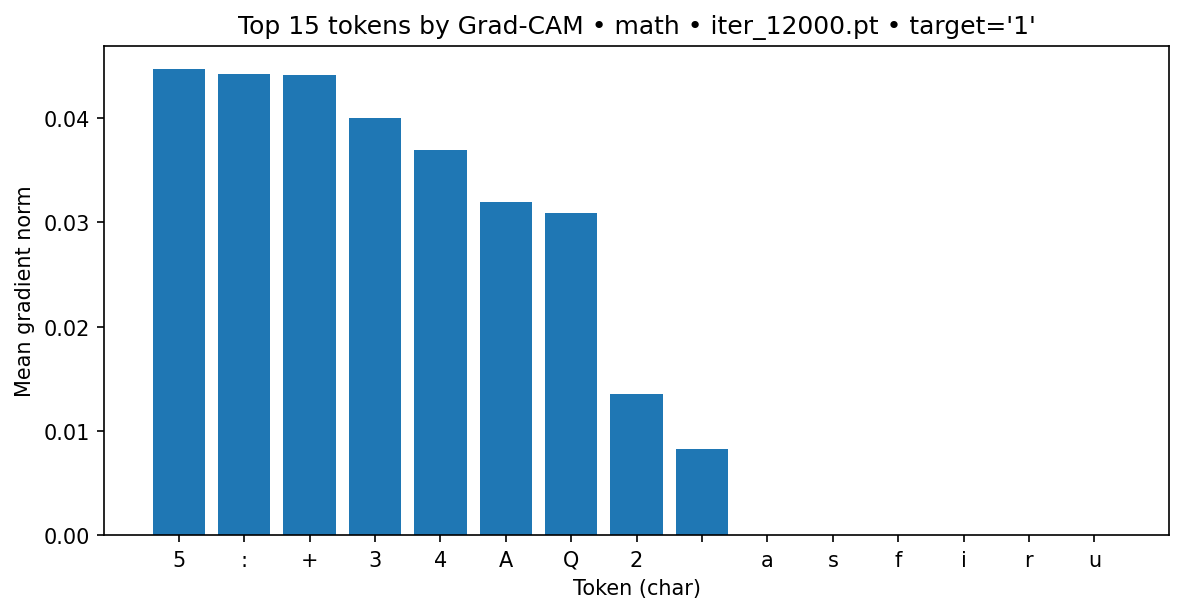 Top 15 tokens by Grad-CAM • math • iter_12000.pt • target='1'
Mean gradient norm
0.04
0.03
0.02
0.01
0.00
5 : + 3 4 A Q 2 a s f i r u
Token (char)